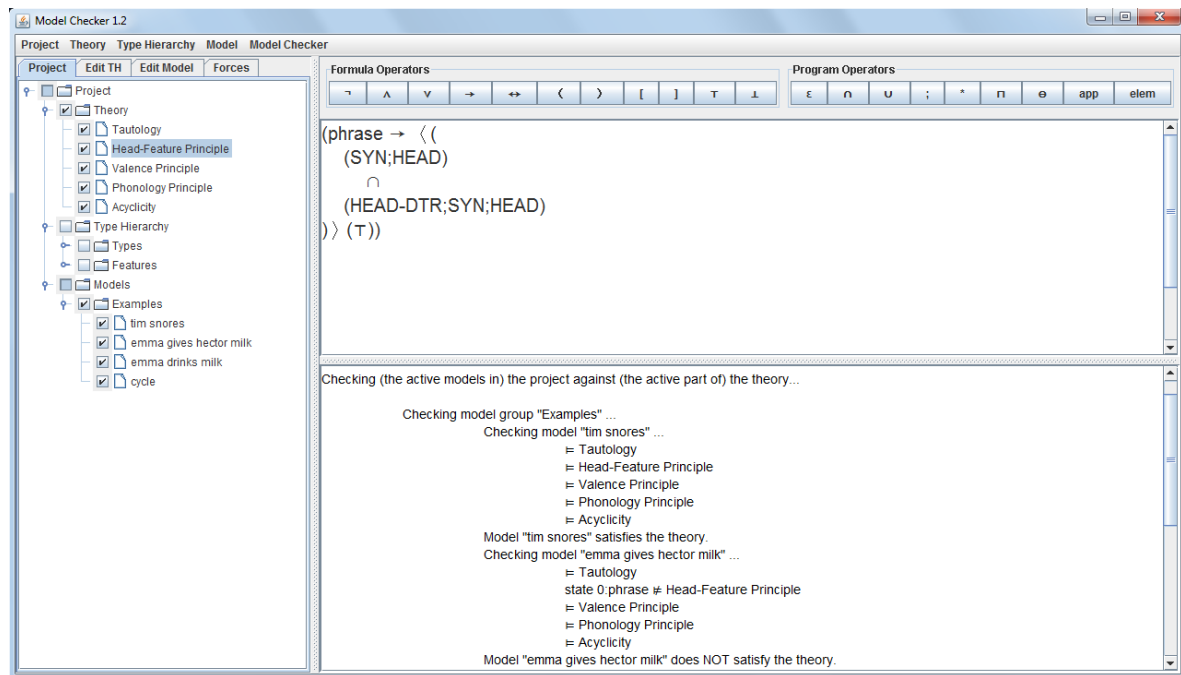 Model Checker 1.2
Project Theory Type Hierarchy Model Model Checker
Project Edit TH Edit Model Forces
Project
Theory
Tautology
Head-Feature Principle
Valence Principle
Phonology Principle
Acyclicity
Type Hierarchy
Types
Features
Models
Examples
tim snores
emma gives hector milk
emma drinks milk
cycle
Formula Operators
¬ ∧ ∨ → ↔ ⟨ ⟩ [ ] ⊤ ⊥
Program Operators
ε ∩ ∪ ; * ⊓ ⊖ app elem
(phrase → ⟨ (
(SYN;HEAD)
∩
(HEAD-DTR;SYN;HEAD)
) ⟩ (⊤))
Checking (the active models in) the project against (the active part of) the theory...
Checking model group "Examples" ...
Checking model "tim snores" ...
⊨ Tautology
⊨ Head-Feature Principle
⊨ Valence Principle
⊨ Phonology Principle
⊨ Acyclicity
Model "tim snores" satisfies the theory.
Checking model "emma gives hector milk" ...
⊨ Tautology
state 0:phrase ⊭ Head-Feature Principle
⊨ Valence Principle
⊨ Phonology Principle
⊨ Acyclicity
Model "emma gives hector milk" does NOT satisfy the theory.